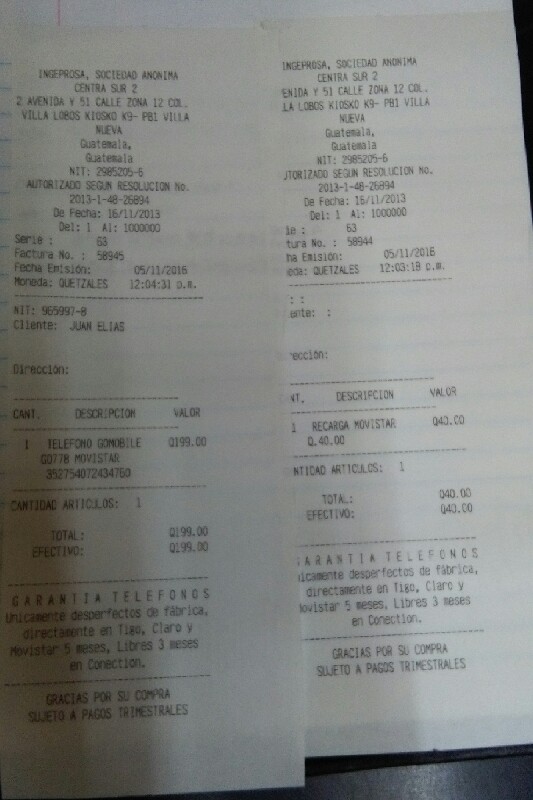 INGEPROSA, SOCIEDAD ANONIMA
CENTRA SUR 2
2 AVENIDA Y 51 CALLE ZONA 12 COL.
VILLA LOBOS KIOSKO K9- PB1 VILLA
NUEVA
Guatemala,
Guatemala
NIT: 2985205-6
AUTORIZADO SEGUN RESOLUCION No.
2013-1-48-26894
De Fecha: 16/11/2013
Del: 1 Al: 1000000
Serie : 63
Factura No. : 58945
Fecha Emisión: 05/11/2016
Moneda: QUETZALES 12:04:31 p.m.
NIT: 965997-8
Cliente: JUAN ELIAS
Dirección:
CANT. DESCRIPCION VALOR
1 TELEFONO GOMOBILE Q199.00
GO778 MOVISTAR
352754072434760
CANTIDAD ARTICULOS: 1
TOTAL: Q199.00
EFECTIVO: Q199.00
GARANTIA TELEFONOS
Unicamente desperfectos de fábrica,
directamente en Tigo, Claro y
Movistar 5 meses, Libres 3 meses
en Conection.
GRACIAS POR SU COMPRA
SUJETO A PAGOS TRIMESTRALES
INGEPROSA, SOCIEDAD ANONIMA
CENTRA SUR 2
ENIDA Y 51 CALLE ZONA 12 COL.
LA LOBOS KIOSKO K9- PB1 VILLA
NUEVA
Guatemala,
Guatemala
NIT: 2985205-6
UTORIZADO SEGUN RESOLUCION No.
2013-1-48-26894
De Fecha: 16/11/2013
Del: 1 Al: 1000000
ie : 63
tura No. : 58944
ha Emisión: 05/11/2016
eda: QUETZALES 12:03:18 p.m.
: :
ente: :
ección:
NT. DESCRIPCION VALOR
1 RECARGA MOVISTAR Q40.00
Q.40.00
NTIDAD ARTICULOS: 1
TOTAL: Q40.00
EFECTIVO: Q40.00
ARANTIA TELEFONOS
nicamente desperfectos de fábrica,
directamente en Tigo, Claro y
Movistar 5 meses, Libres 3 meses
en Conection.
GRACIAS POR SU COMPRA
SUJETO A PAGOS TRIMESTRALES